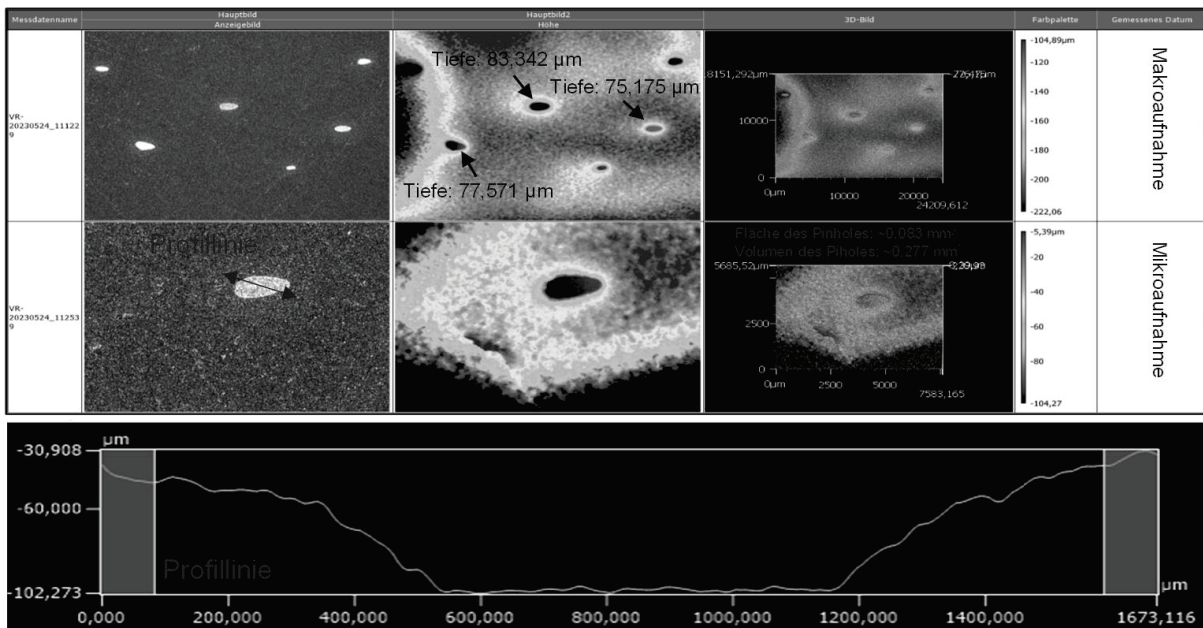 Messdatenname
Hauptbild
Anzeigebild
Hauptbild2
Höhe
3D-Bild
Farbpalette
Gemessenes Datum
VR-
20230524_11122
9
Tiefe: 83,342 µm
Tiefe: 75,175 µm
Tiefe: 77,571 µm
8151,292µm
10000
0
0µm
10000
20000
24209,612
-104,89µm
-120
-140
-160
-180
-200
-222,06
Makroaufnahme
VR-
20230524_11253
9
Profillinie
Fläche des Pinholes: ~0,083 mm²
Volumen des Piholes: ~0,277 mm³
5685,52µm
2500
0
0µm
2500
5000
7583,165
-5,39µm
-20
-40
-60
-80
-104,27
Mikroaufnahme
µm
-30,908
-60,000
-102,273
Profillinie
µm
0,000
200,000
400,000
600,000
800,000
1000,000
1200,000
1400,000
1673,116